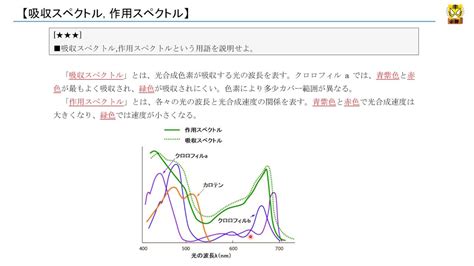 【吸収スペクトル, 作用スペクトル】
[★★★]
■吸収スペクトル,作用スペクトルという用語を説明せよ。
「吸収スペクトル」とは、光合成色素が吸収する光の波長を表す。クロロフィル a では、青紫色と赤
色が最もよく吸収され、緑色が吸収されにくい。色素により多少カバー範囲が異なる。
「作用スペクトル」とは、各々の光の波長と光合成速度の関係を表す。青紫色と赤色で光合成速度は
大きくなり、緑色では速度が小さくなる。
作用スペクトル
吸収スペクトル
クロロフィルa
カロテン
クロロフィルb
400 500 600 700
光の波長λ(nm)